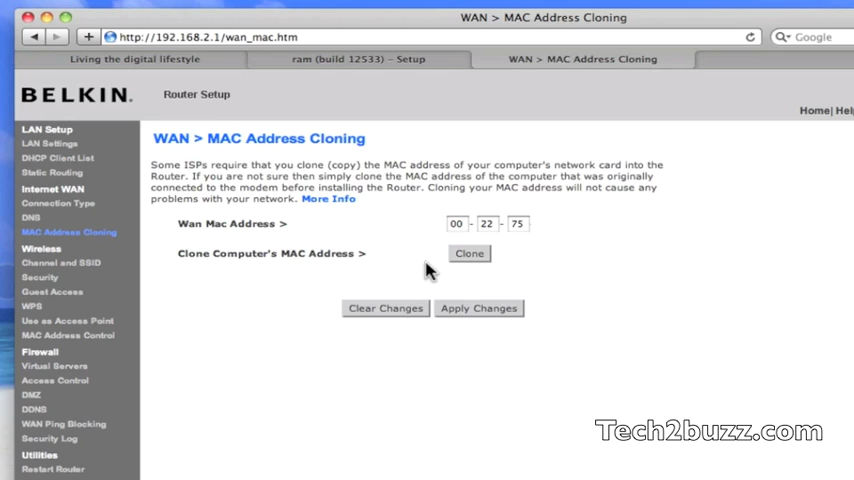 WAN > MAC Address Cloning
http://192.168.2.1/wan_mac.htm
Google
Living the digital lifestyle
ram (build 12533) – Setup
WAN > MAC Address Cloning
BELKIN.
Router Setup
Home| Hel
LAN Setup
LAN Settings
DHCP Client List
Static Routing
Internet WAN
Connection Type
DNS
MAC Address Cloning
Wireless
Channel and SSID
Security
Guest Access
WPS
Use as Access Point
MAC Address Control
Firewall
Virtual Servers
Access Control
DMZ
DDNS
WAN Ping Blocking
Security Log
Utilities
Restart Router
WAN > MAC Address Cloning
Some ISPs require that you clone (copy) the MAC address of your computer's network card into the
Router. If you are not sure then simply clone the MAC address of the computer that was originally
connected to the modem before installing the Router. Cloning your MAC address will not cause any
problems with your network. More Info
Wan Mac Address > 00 - 22 - 75
Clone Computer's MAC Address > Clone
Clear Changes Apply Changes
Tech2buzz.com